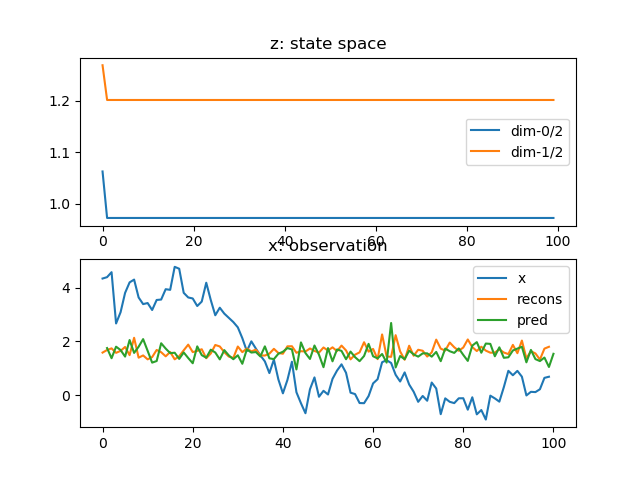 z: state space
1.2
1.1
1.0
dim-0/2
dim-1/2
0 20 40 60 80 100
x: observation
4
2
0
x
recons
pred
0 20 40 60 80 100